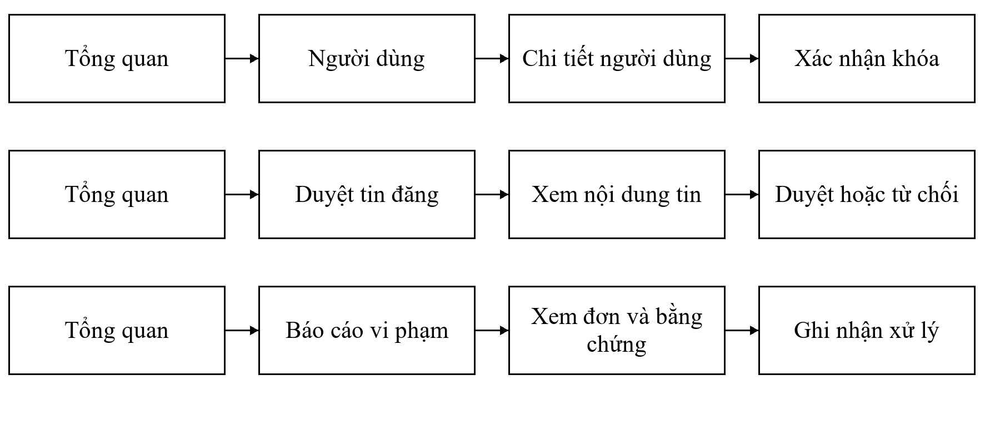 Tổng quan
Người dùng
Chi tiết người dùng
Xác nhận khóa
Tổng quan
Duyệt tin đăng
Xem nội dung tin
Duyệt hoặc từ chối
Tổng quan
Báo cáo vi phạm
Xem đơn và bằng
chứng
Ghi nhận xử lý